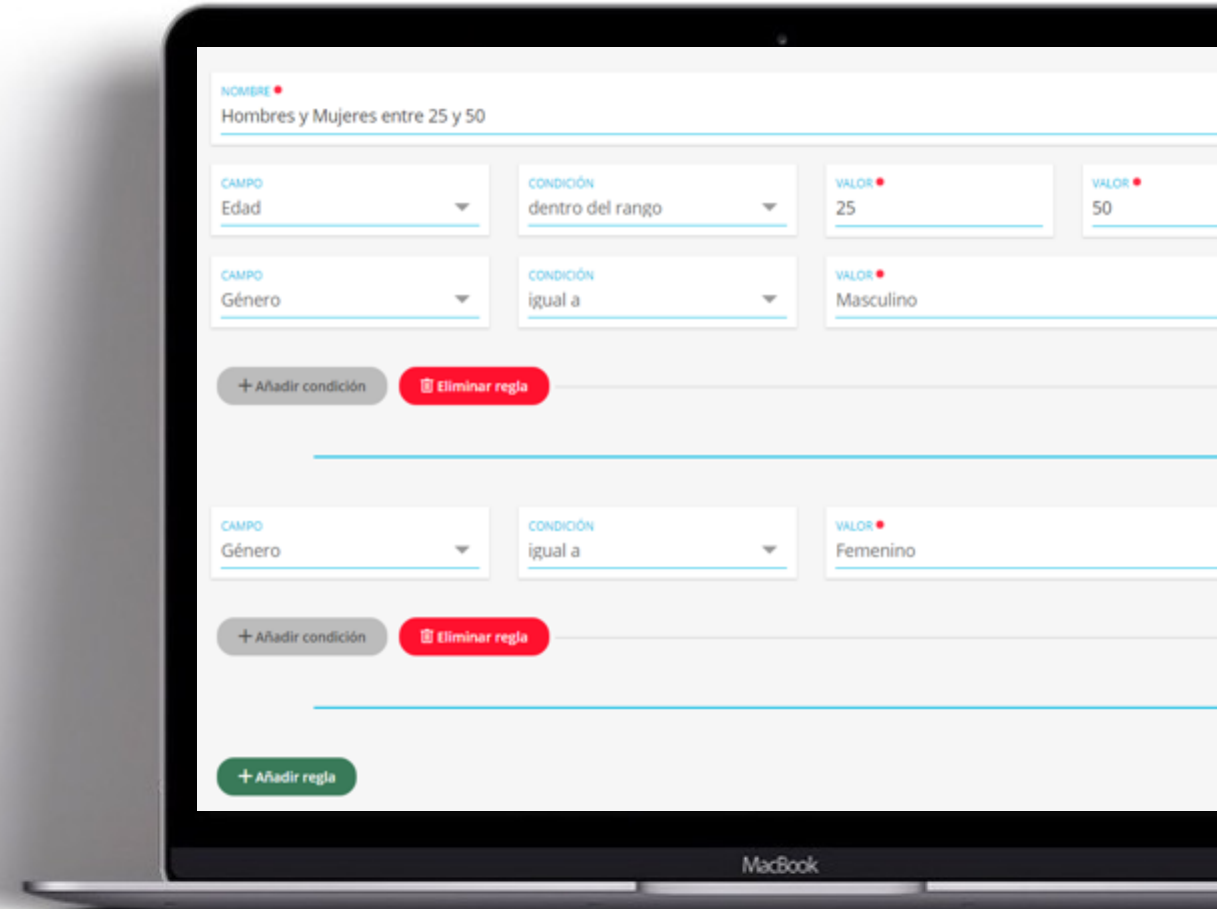 NOMBRE
Hombres y Mujeres entre 25 y 50
CAMPO CONDICIÓN VALOR VALOR
Edad dentro del rango 25 50
CAMPO CONDICIÓN VALOR
Género igual a Masculino
+ Añadir condición Eliminar regla
CAMPO CONDICIÓN VALOR
Género igual a Femenino
+ Añadir condición Eliminar regla
+ Añadir regla
MacBook